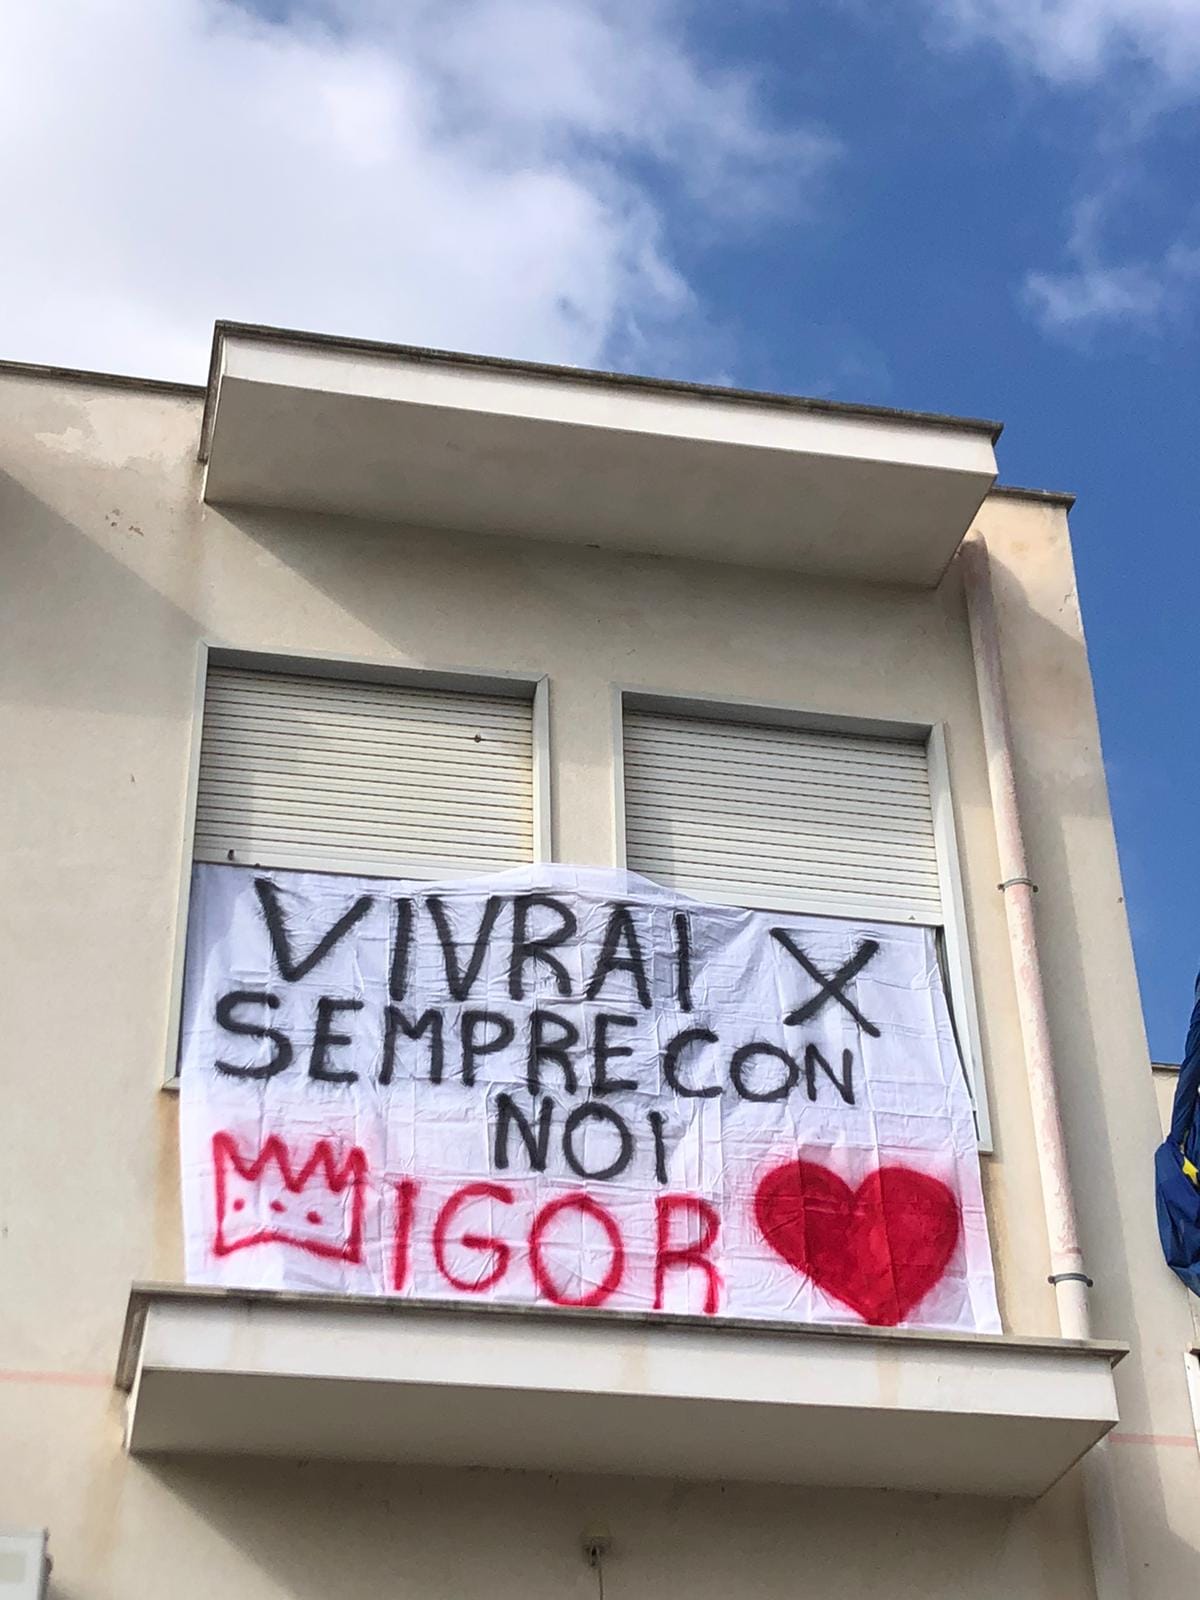 VIVRAI X
SEMPRE CON
NOI
IGOR